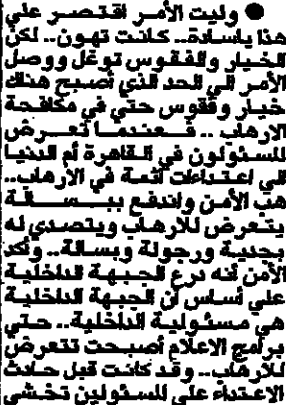 ● وليت الأمر اقتصر علي
هذا ياسادة.. كانت تهون.. لكن
الخيار والفقوس توغل ووصل
الأمر الي الحد الذي أصبح هناك
خيار وفقوس حتي في مكافحة
الارهاب .. فعندما تعرض
المسئولون في القاهرة أم الدنيا
الي اعتداءات آثمة في الارهاب..
هب الأمن واندفع ببسالة
يتعرض للارهاب ويتصدي له
بجدية ورجولة وبسالة.. وأكد
الأمن أنه درع الجبهة الداخلية
علي أساس أن الجبهة الداخلية
هي مسئولية الداخلية.. حتي
برامج الاعلام أصبحت تتعرض
للارهاب.. وقد كانت قبل حادث
الاعتداء علي المسئولين تخشي